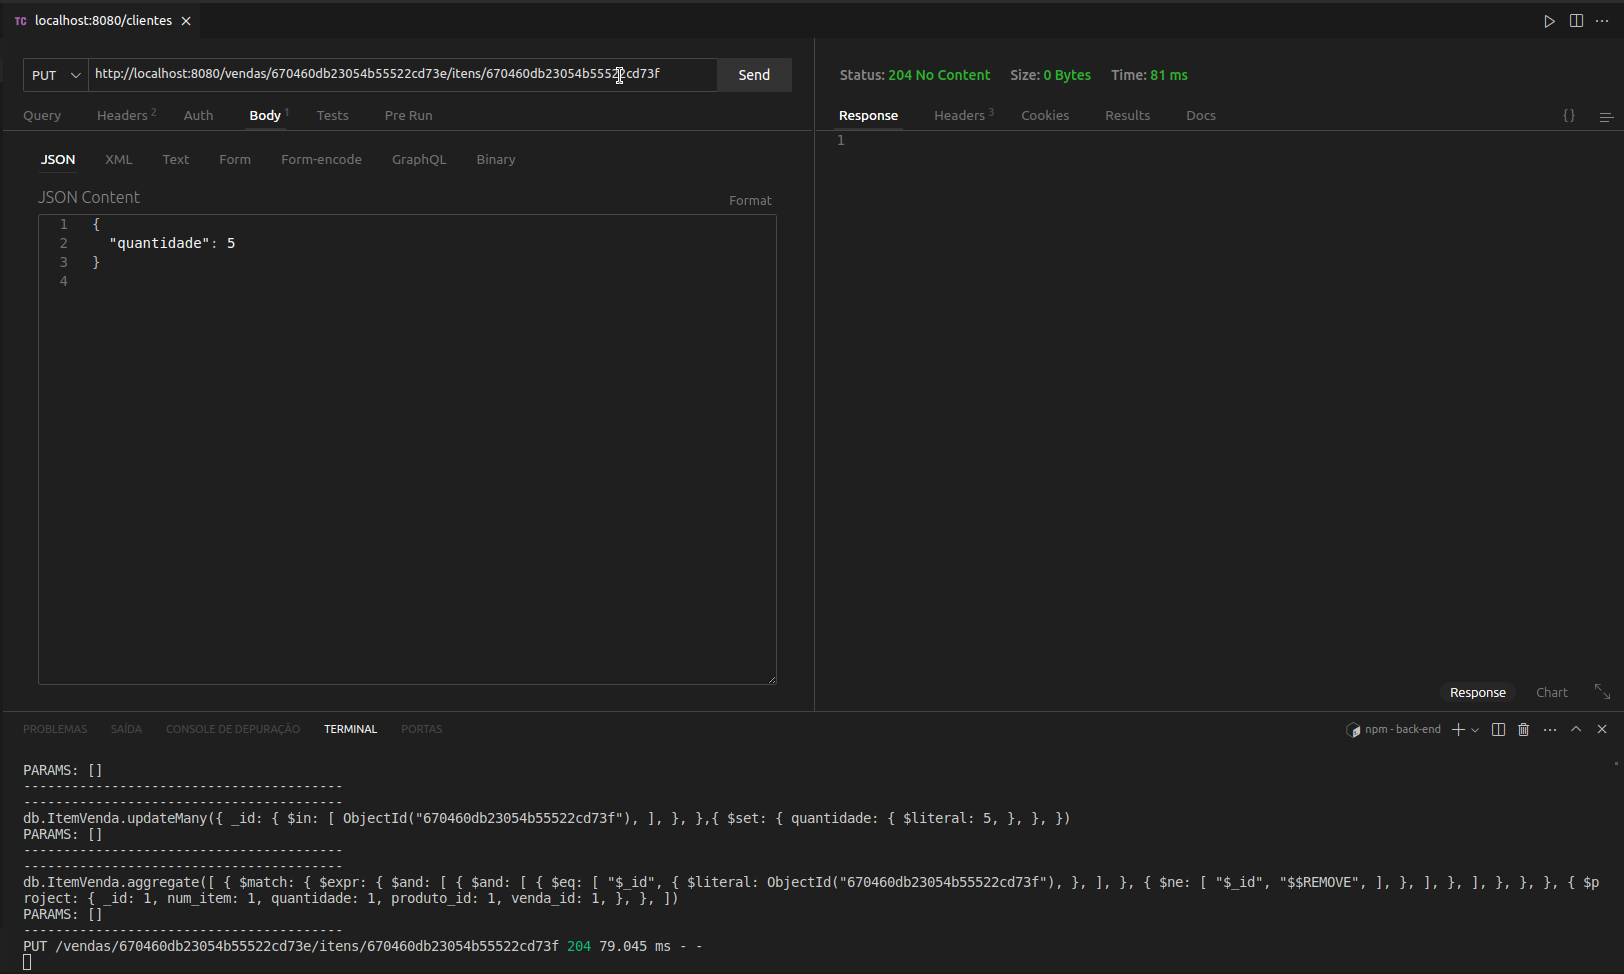 TC localhost:8080/clientes
PUT http://localhost:8080/vendas/670460db23054b55522cd73e/itens/670460db23054b55522cd73f Send
Query Headers 2 Auth Body 1 Tests Pre Run
JSON XML Text Form Form-encode GraphQL Binary
JSON Content Format
1 {
2 "quantidade": 5
3 }
4
Status: 204 No Content Size: 0 Bytes Time: 81 ms
Response Headers 3 Cookies Results Docs {}
1
Response Chart
PROBLEMAS SAÍDA CONSOLE DE DEPURAÇÃO TERMINAL PORTAS npm - back-end
PARAMS: []
----------------------------------------
----------------------------------------
db.ItemVenda.updateMany({ _id: { $in: [ ObjectId("670460db23054b55522cd73f"), ], }, },{ $set: { quantidade: { $literal: 5, }, }, })
PARAMS: []
----------------------------------------
----------------------------------------
db.ItemVenda.aggregate([ { $match: { $expr: { $and: [ { $and: [ { $eq: [ "$_id", { $literal: ObjectId("670460db23054b55522cd73f"), }, ], }, { $ne: [ "$_id", "$$REMOVE", ], }, ], }, ], }, }, }, { $p
roject: { _id: 1, num_item: 1, quantidade: 1, produto_id: 1, venda_id: 1, }, }, ])
PARAMS: []
----------------------------------------
PUT /vendas/670460db23054b55522cd73e/itens/670460db23054b55522cd73f 204 79.045 ms - -